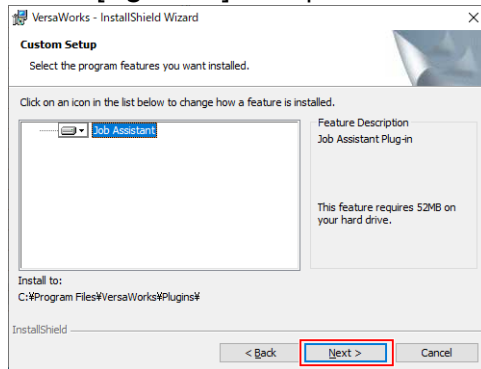 VersaWorks - InstallShield Wizard
Custom Setup
Select the program features you want installed.
Click on an icon in the list below to change how a feature is installed.
Job Assistant
Feature Description
Job Assistant Plug-in
This feature requires 52MB on
your hard drive.
Install to:
C:¥Program Files¥VersaWorks¥Plugins¥
InstallShield
< Back
Next >
Cancel